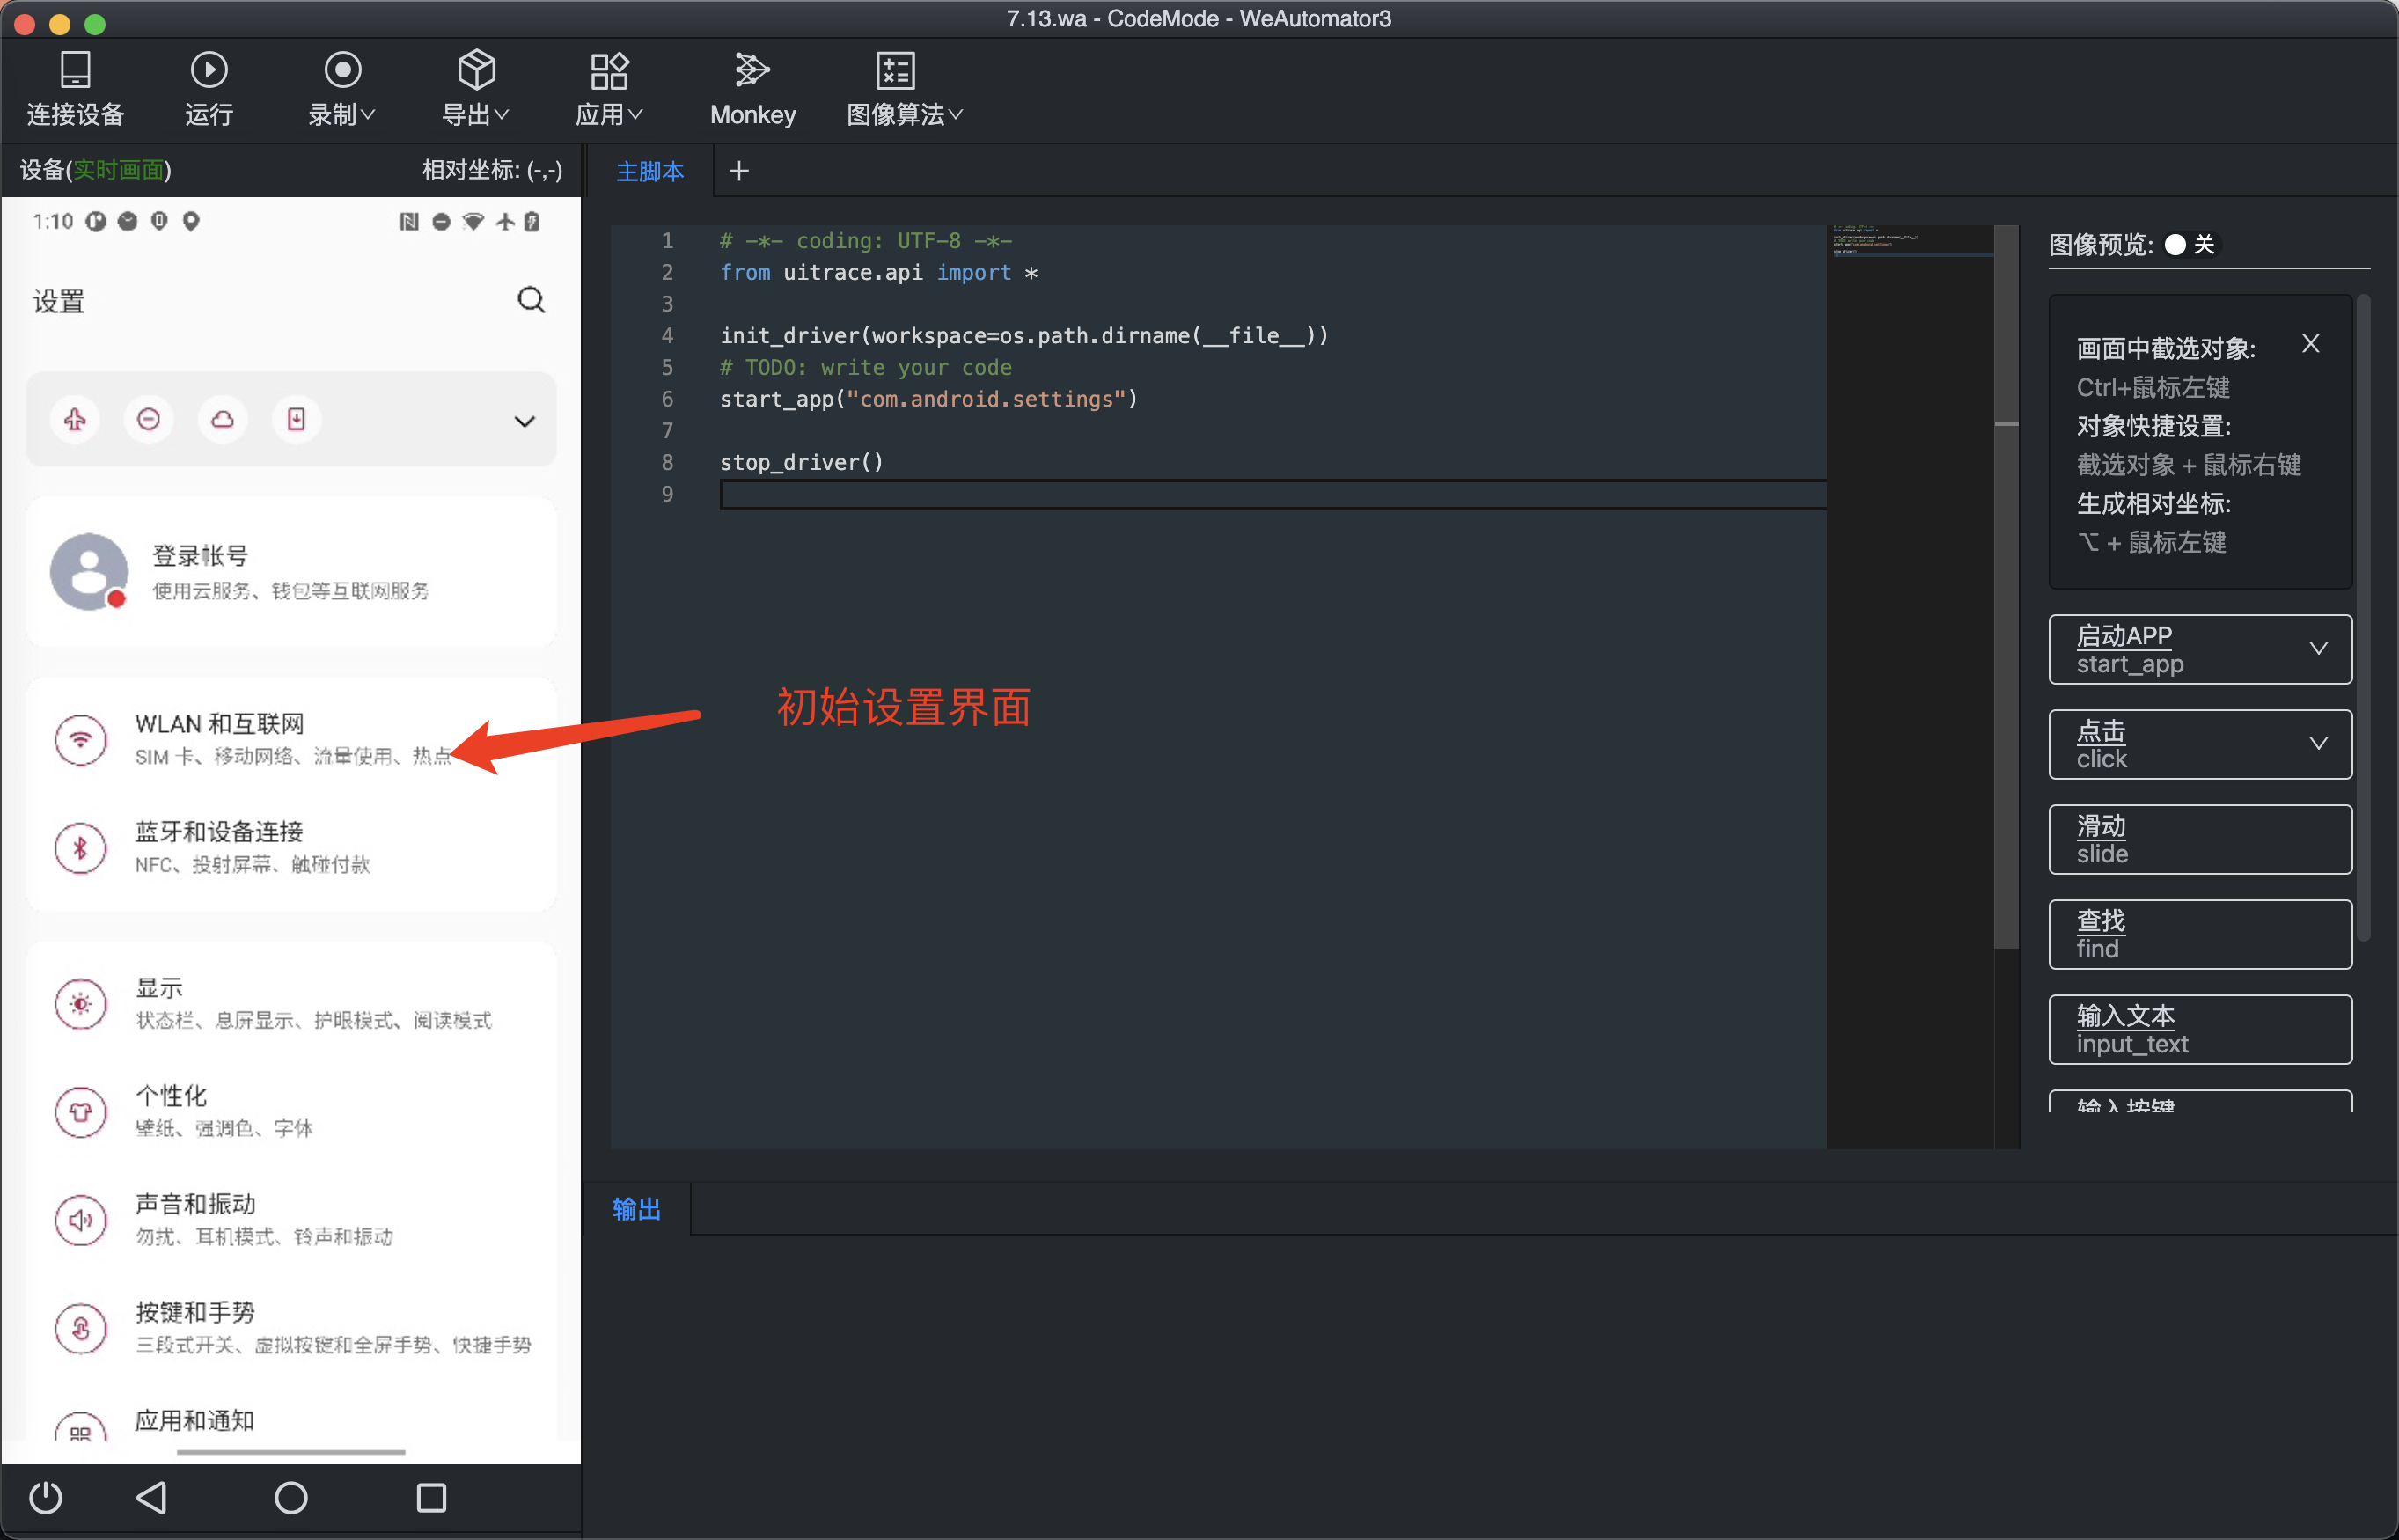 7.13.wa - CodeMode - WeAutomator3
连接设备
运行
录制
导出
应用
Monkey
图像算法
设备(实时画面)
相对坐标: (-,-)
主脚本
+
1:10
设置
登录帐号
使用云服务、钱包等互联网服务
WLAN 和互联网
SIM 卡、移动网络、流量使用、热点
蓝牙和设备连接
NFC、投射屏幕、触碰付款
显示
状态栏、息屏显示、护眼模式、阅读模式
个性化
壁纸、强调色、字体
声音和振动
勿扰、耳机模式、铃声和振动
按键和手势
三段式开关、虚拟按键和全屏手势、快捷手势
应用和通知
1 # -*- coding: UTF-8 -*-
2 from uitrace.api import *
3
4 init_driver(workspace=os.path.dirname(__file__))
5 # TODO: write your code
6 start_app("com.android.settings")
7
8 stop_driver()
9
初始设置界面
图像预览: 关
画面中截选对象: X
Ctrl+鼠标左键
对象快捷设置:
截选对象 + 鼠标右键
生成相对坐标:
⌥ + 鼠标左键
启动APP
start_app
点击
click
滑动
slide
查找
find
输入文本
input_text
输入按键
输出